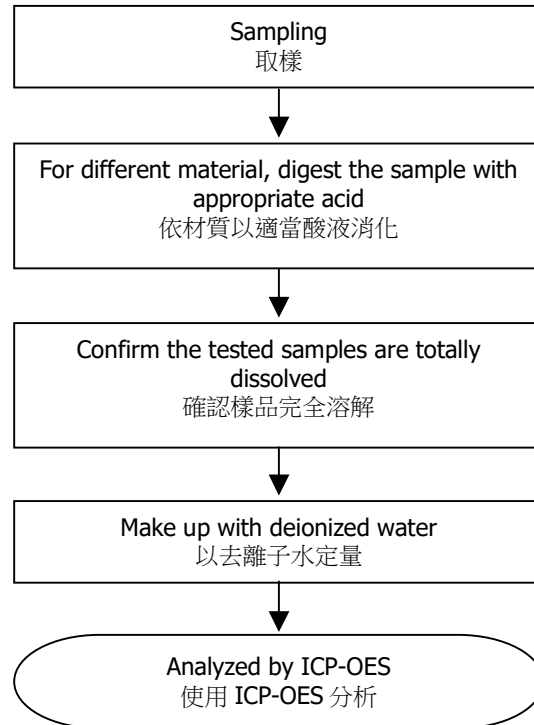 Sampling
取樣
For different material, digest the sample with
appropriate acid
依材質以適當酸液消化
Confirm the tested samples are totally
dissolved
確認樣品完全溶解
Make up with deionized water
以去離子水定量
Analyzed by ICP-OES
使用 ICP-OES 分析